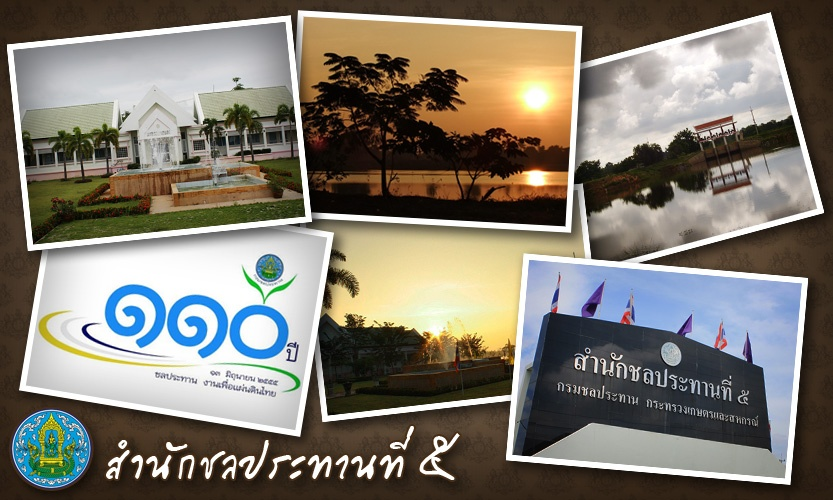 ๑๑๐ ปี
๑๓ มิถุนายน ๒๕๕๕
ชลประทาน งานเพื่อแผ่นดินไทย
สำนักชลประทานที่ ๕
กรมชลประทาน กระทรวงเกษตรและสหกรณ์
สำนักชลประทานที่ ๕